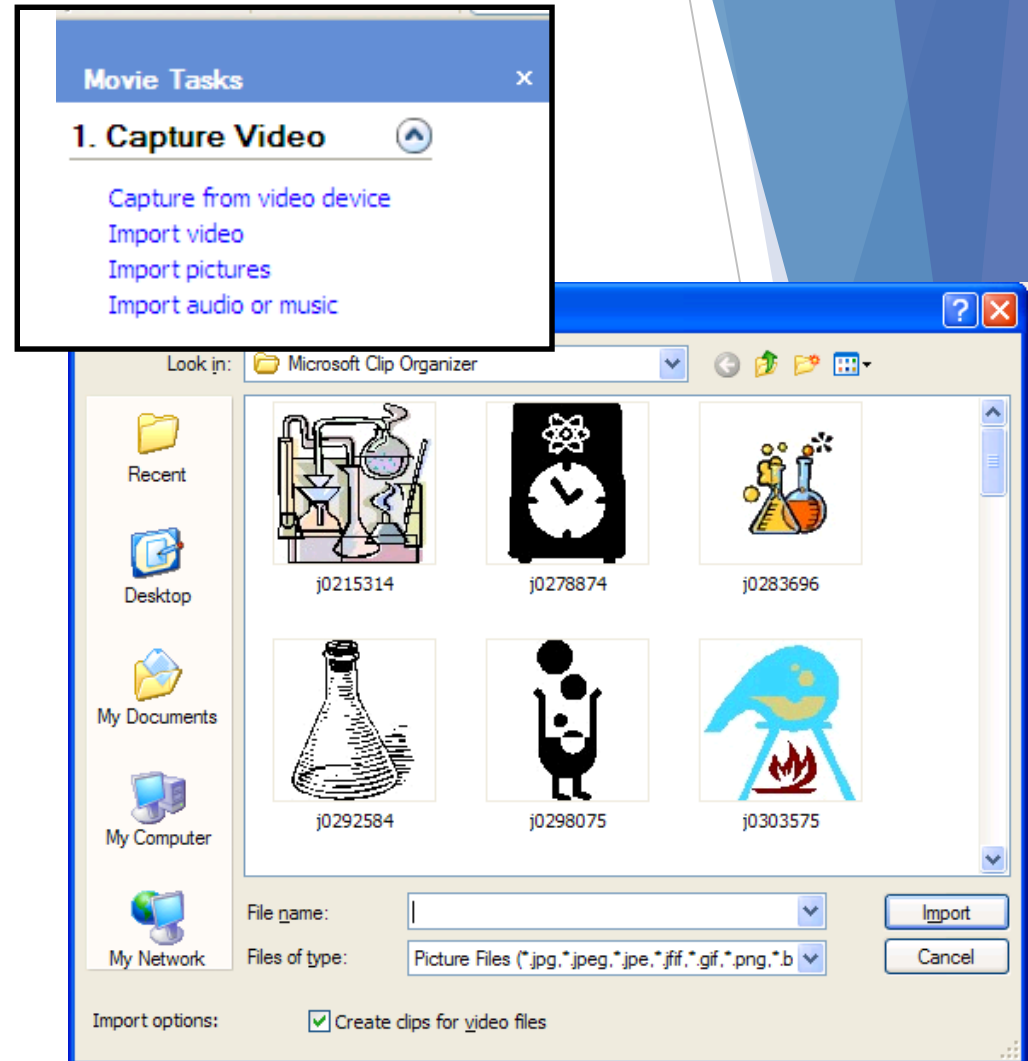 Movie Tasks
1. Capture Video
Capture from video device
Import video
Import pictures
Import audio or music
Look in:
Microsoft Clip Organizer
Recent
Desktop
My Documents
My Computer
My Network
j0215314 j0278874 j0283696
j0292584 j0298075 j0303575
File name:
Import
Files of type: Picture Files (*.jpg,*.jpeg,*.jpe,*.jfif,*.gif,*.png,*.b
Cancel
Import options: Create clips for video files